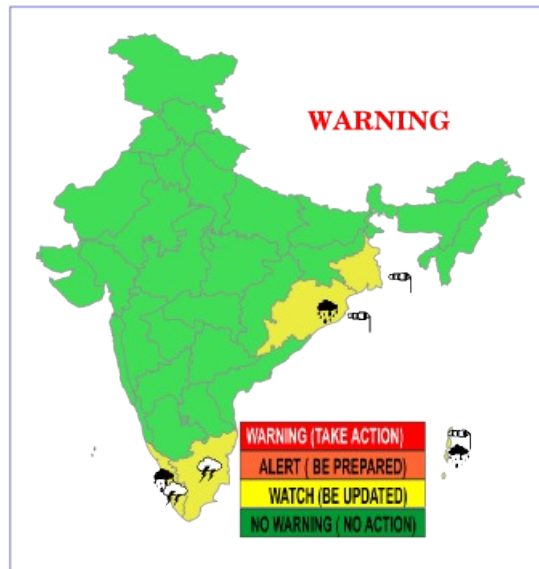 WARNING
WARNING (TAKE ACTION)
ALERT ( BE PREPARED)
WATCH (BE UPDATED)
NO WARNING ( NO ACTION)